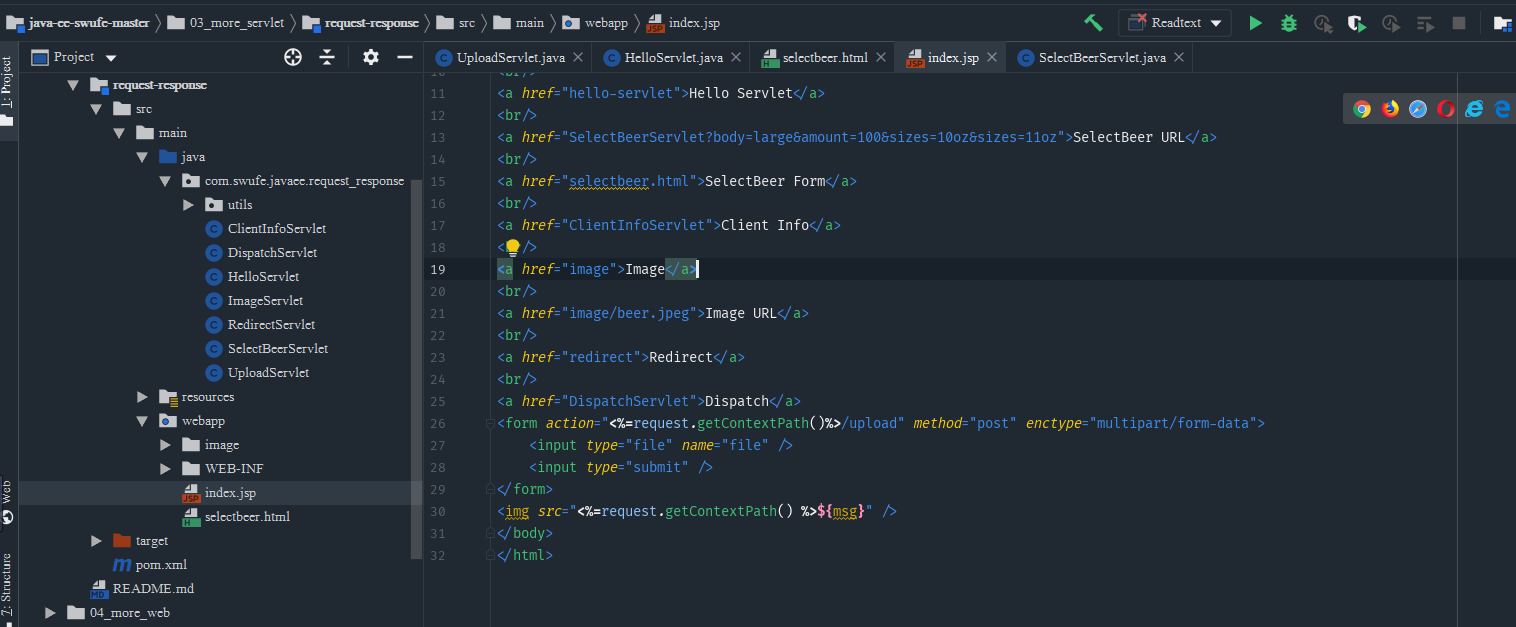 java-ee-swufe-master 03_more_servlet request-response src main webapp index.jsp Readtext
Project
UploadServlet.java HelloServlet.java selectbeer.html index.jsp SelectBeerServlet.java
1: Project
Web
7: Structure
request-response
src
main
java
com.swufe.javaee.request_response
utils
ClientInfoServlet
DispatchServlet
HelloServlet
ImageServlet
RedirectServlet
SelectBeerServlet
UploadServlet
resources
webapp
image
WEB-INF
index.jsp
selectbeer.html
target
pom.xml
README.md
04_more_web
10 <br/>
11 <a href="hello-servlet">Hello Servlet</a>
12 <br/>
13 <a href="SelectBeerServlet?body=large&amount=100&sizes=10oz&sizes=11oz">SelectBeer URL</a>
14 <br/>
15 <a href="selectbeer.html">SelectBeer Form</a>
16 <br/>
17 <a href="ClientInfoServlet">Client Info</a>
18 < />
19 <a href="image">Image</a>
20 <br/>
21 <a href="image/beer.jpeg">Image URL</a>
22 <br/>
23 <a href="redirect">Redirect</a>
24 <br/>
25 <a href="DispatchServlet">Dispatch</a>
26 <form action="<%=request.getContextPath()%>/upload" method="post" enctype="multipart/form-data">
27 <input type="file" name="file" />
28 <input type="submit" />
29 </form>
30 <img src="<%=request.getContextPath() %>${msg}" />
31 </body>
32 </html>